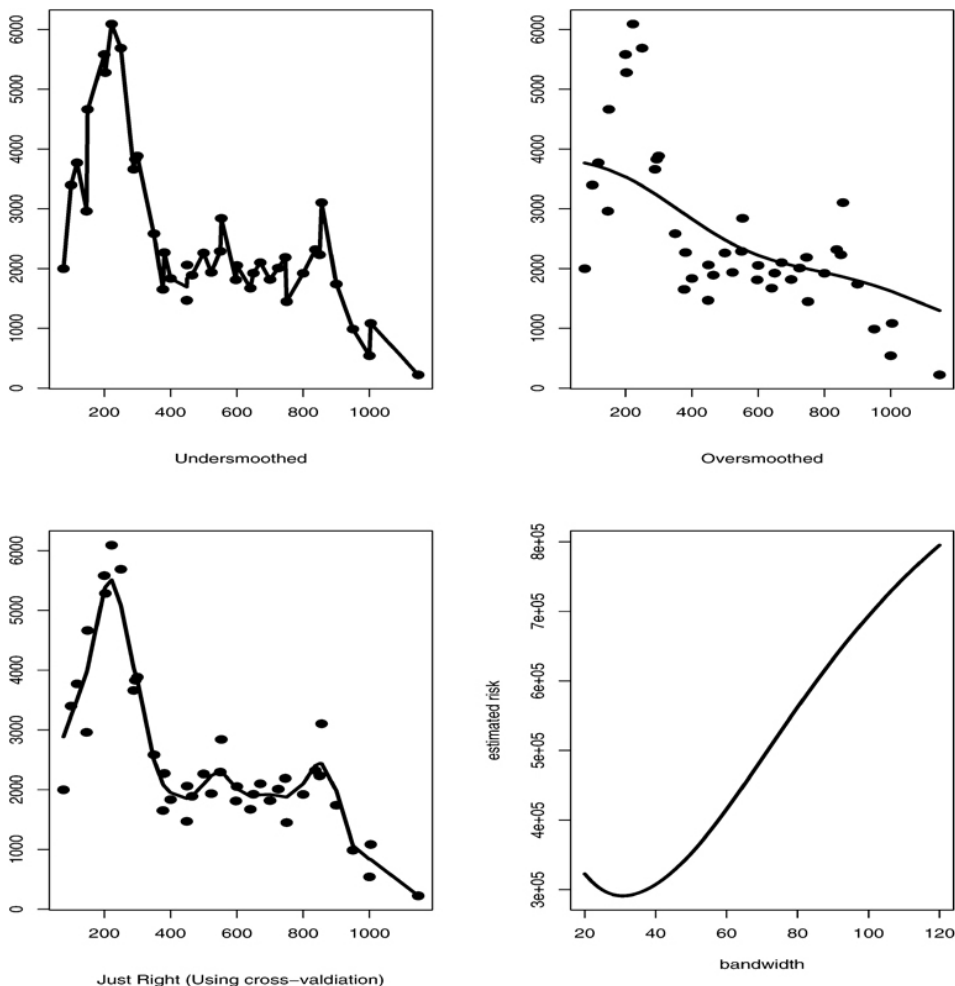 6000
5000
4000
3000
2000
1000
0
200 400 600 800 1000
Undersmoothed
6000
5000
4000
3000
2000
1000
0
200 400 600 800 1000
Oversmoothed
6000
5000
4000
3000
2000
1000
0
200 400 600 800 1000
Just Right (Using cross−valdiation)
estimated risk
8e+05
7e+05
6e+05
5e+05
4e+05
3e+05
20 40 60 80 100 120
bandwidth